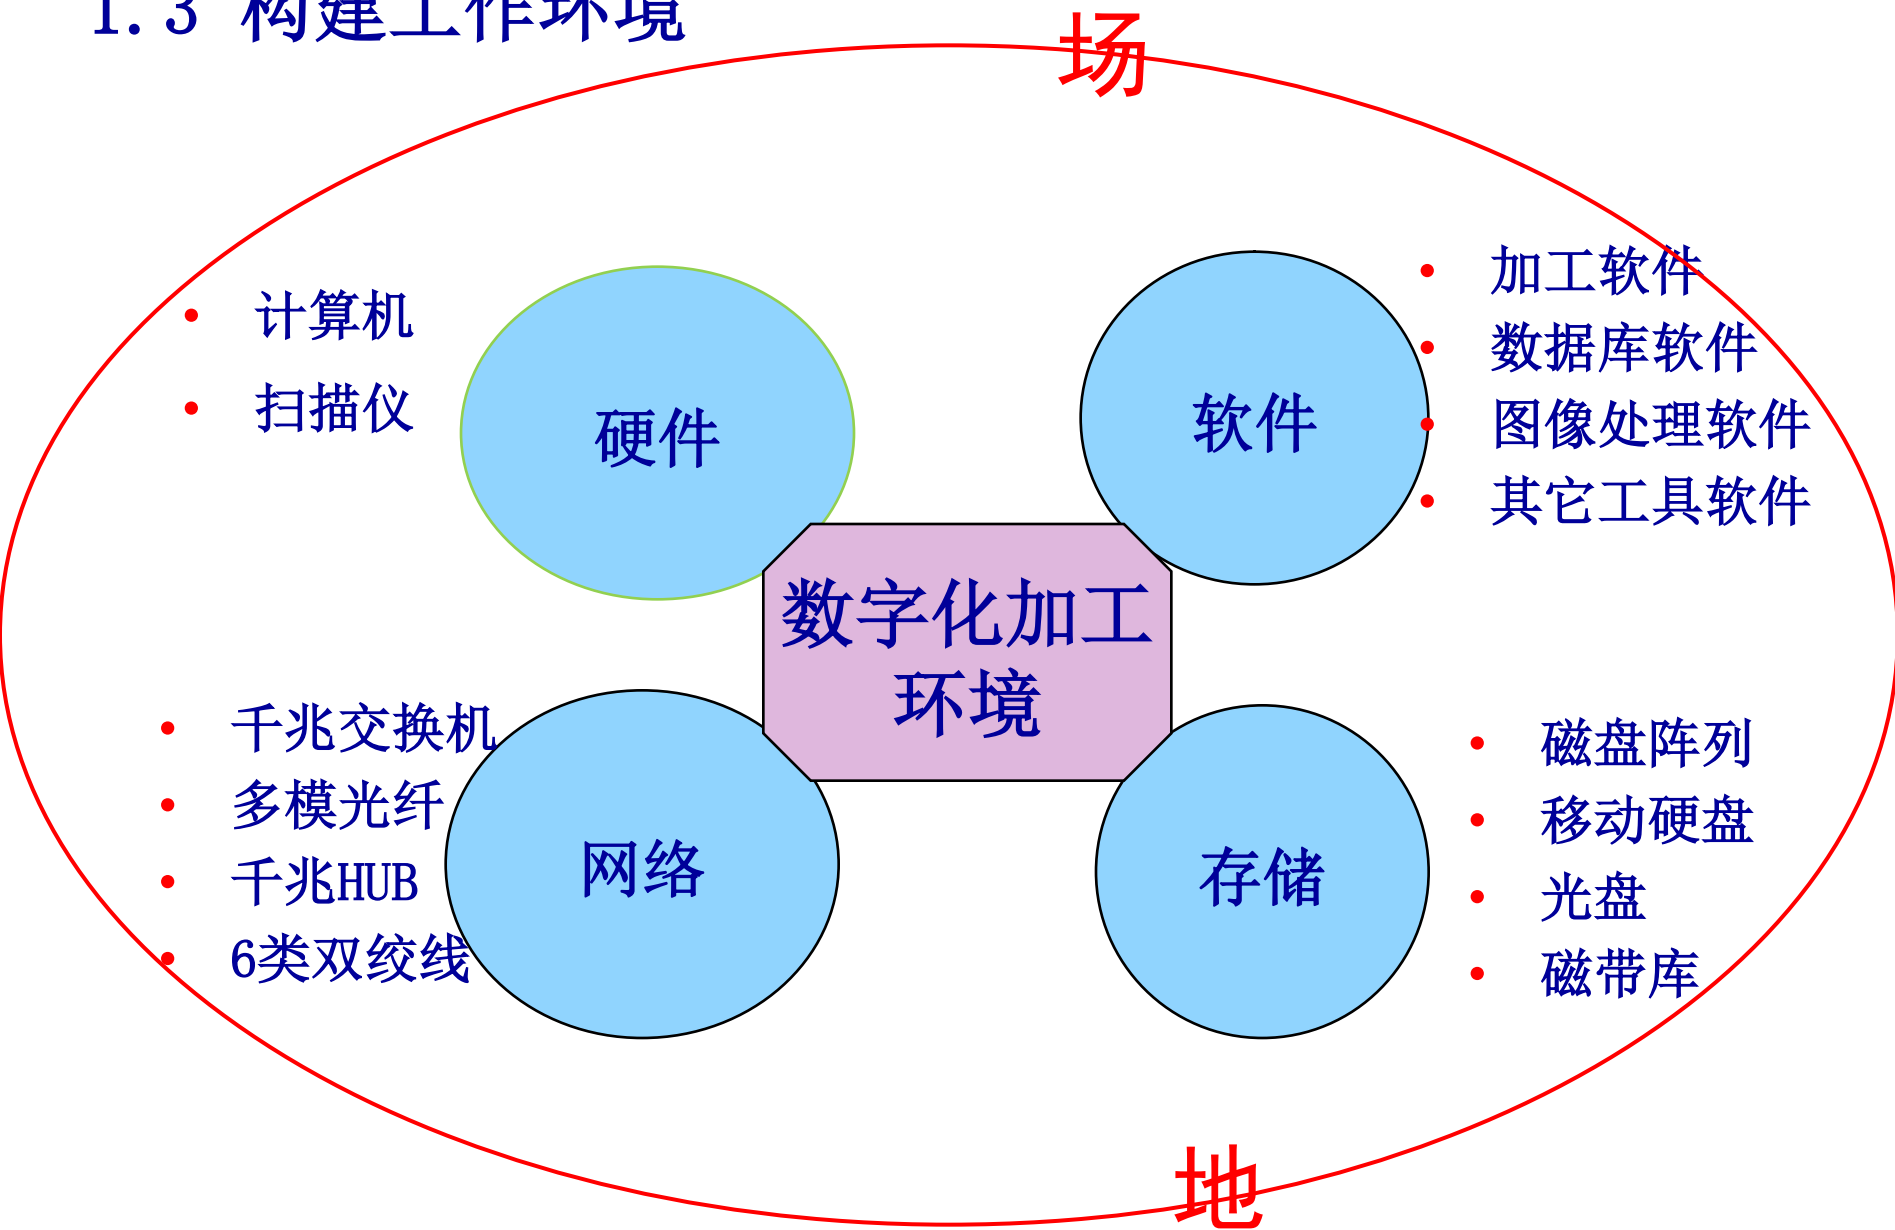 1.3 构建工作环境
场
• 计算机
• 扫描仪
硬件
软件
• 加工软件
• 数据库软件
• 图像处理软件
• 其它工具软件
数字化加工
环境
• 千兆交换机
• 多模光纤
• 千兆HUB
• 6类双绞线
网络
存储
• 磁盘阵列
• 移动硬盘
• 光盘
• 磁带库
地